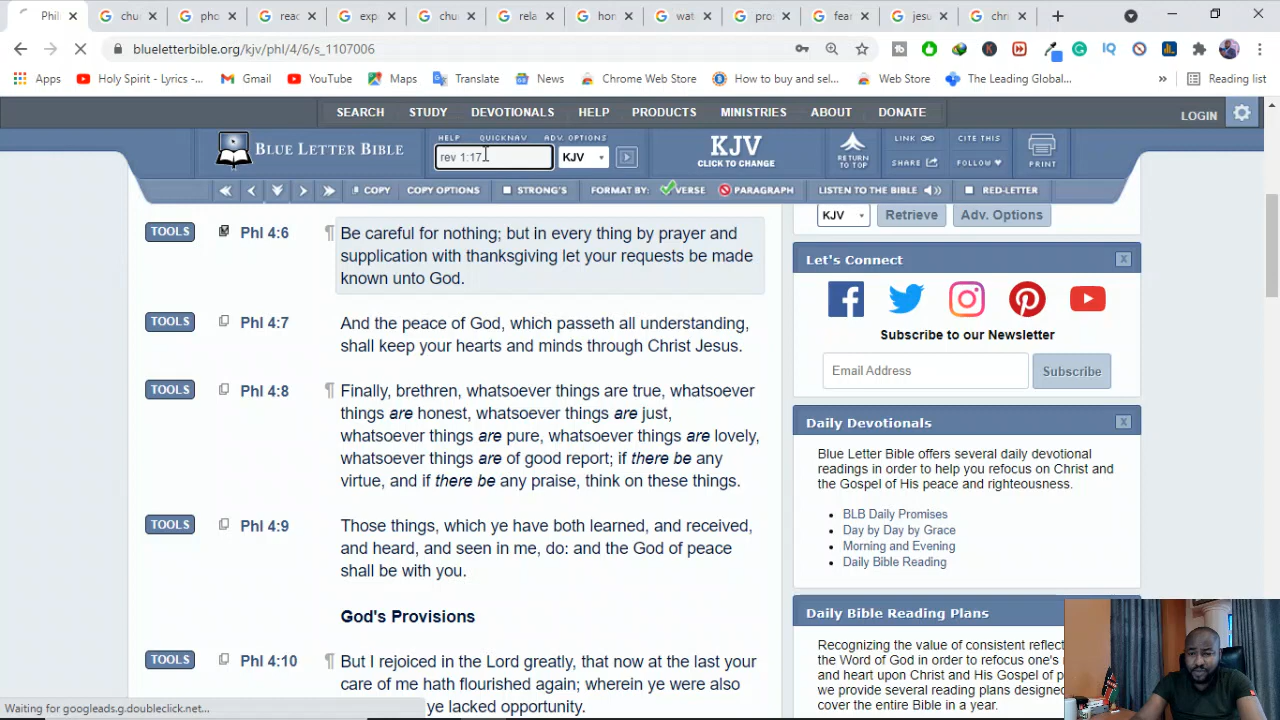 Phil
chu
pho
rea
exp
chu
rela
hor
wat
pro
fear
jesu
chri
blueletterbible.org/kjv/phl/4/6/s_1107006
Apps
Holy Spirit - Lyrics -...
Gmail
YouTube
Maps
Translate
News
Chrome Web Store
How to buy and sel...
Web Store
The Leading Global...
»
Reading list
SEARCH STUDY DEVOTIONALS HELP PRODUCTS MINISTRIES ABOUT DONATE
LOGIN
BLUE LETTER BIBLE
HELP QUICKNAV ADV. OPTIONS
rev 1:17
KJV
KJV
CLICK TO CHANGE
RETURN
TO TOP
LINK
SHARE
CITE THIS
FOLLOW
PRINT
COPY COPY OPTIONS STRONG'S FORMAT BY: VERSE PARAGRAPH LISTEN TO THE BIBLE RED-LETTER
TOOLS Phl 4:6 ¶ Be careful for nothing; but in every thing by prayer and
supplication with thanksgiving let your requests be made
known unto God.
TOOLS Phl 4:7 And the peace of God, which passeth all understanding,
shall keep your hearts and minds through Christ Jesus.
TOOLS Phl 4:8 ¶ Finally, brethren, whatsoever things are true, whatsoever
things are honest, whatsoever things are just,
whatsoever things are pure, whatsoever things are lovely,
whatsoever things are of good report; if there be any
virtue, and if there be any praise, think on these things.
TOOLS Phl 4:9 Those things, which ye have both learned, and received,
and heard, and seen in me, do: and the God of peace
shall be with you.
God's Provisions
TOOLS Phl 4:10 ¶ But I rejoiced in the Lord greatly, that now at the last your
care of me hath flourished again; wherein ye were also
ye lacked opportunity.
KJV Retrieve Adv. Options
Let's Connect
Subscribe to our Newsletter
Email Address Subscribe
Daily Devotionals
Blue Letter Bible offers several daily devotional
readings in order to help you refocus on Christ and
the Gospel of His peace and righteousness.
BLB Daily Promises
Day by Day by Grace
Morning and Evening
Daily Bible Reading
Daily Bible Reading Plans
Recognizing the value of consistent reflect
the Word of God in order to refocus one's
and heart upon Christ and His Gospel of p
we provide several reading plans designed
cover the entire Bible in a year.
Waiting for googleads.g.doubleclick.net...